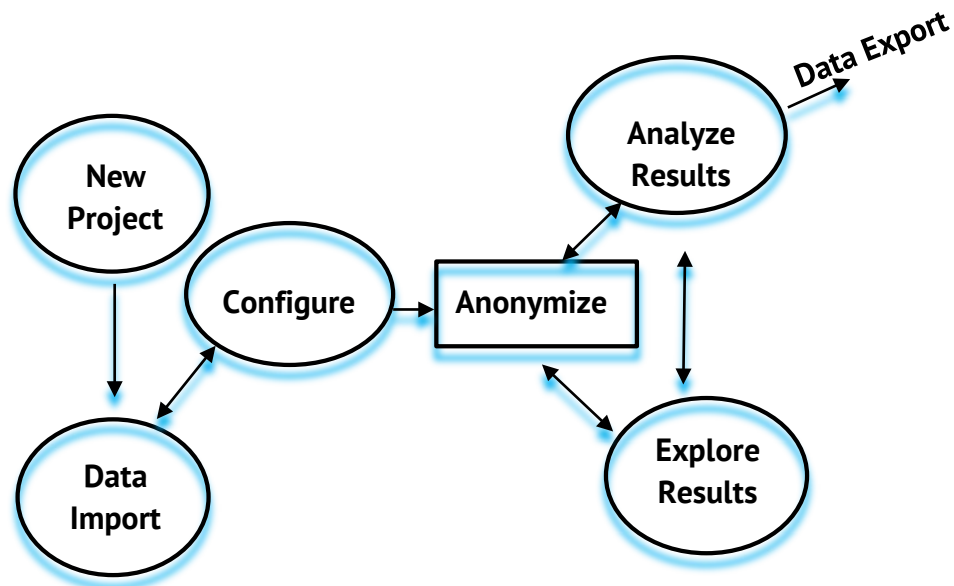 Data Export
Analyze
Results
New
Project
Configure
Anonymize
Explore
Results
Data
Import